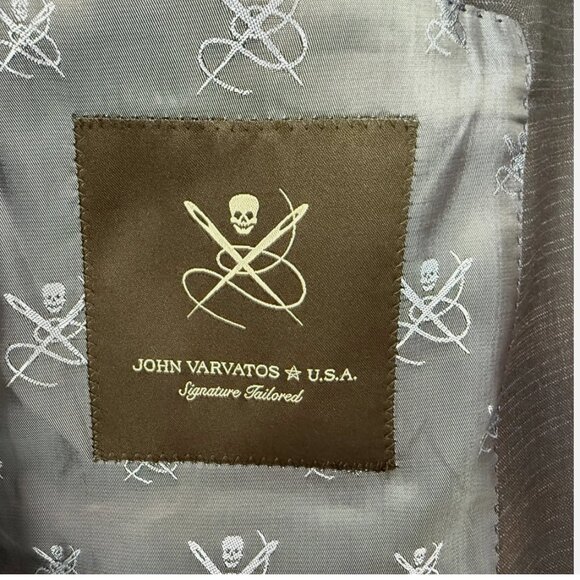 JOHN VARVATOS ☆ U.S.A.
Signature Tailored